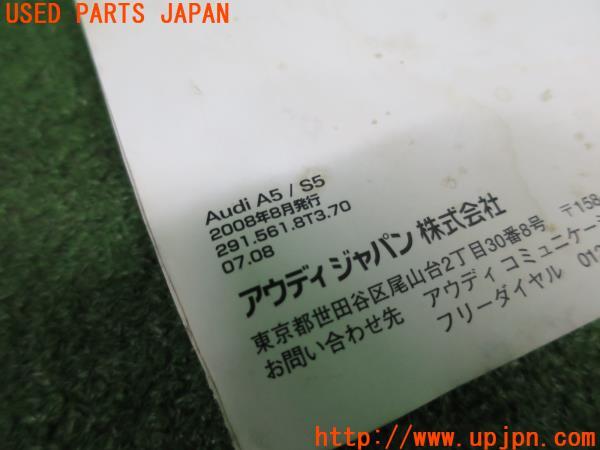 USED PARTS JAPAN
Audi A5 / S5
2008年8月発行
291.561.8T3.70
07.08
アウディ ジャパン 株式会社
東京都世田谷区尾山台2丁目30番8号 〒158
お問い合わせ先 アウディ コミュニケー
フリーダイヤル 012
http://www.upjpn.com/